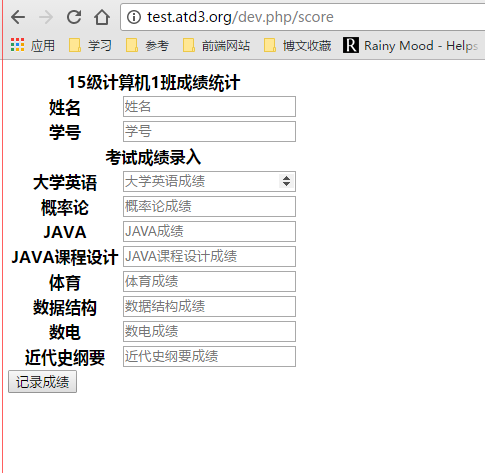 test.atd3.org/dev.php/score
应用 学习 参考 前端网站 博文收藏 R Rainy Mood - Helps
15级计算机1班成绩统计
姓名 姓名
学号 学号
考试成绩录入
大学英语 大学英语成绩
概率论 概率论成绩
JAVA JAVA成绩
JAVA课程设计 JAVA课程设计成绩
体育 体育成绩
数据结构 数据结构成绩
数电 数电成绩
近代史纲要 近代史纲要成绩
记录成绩